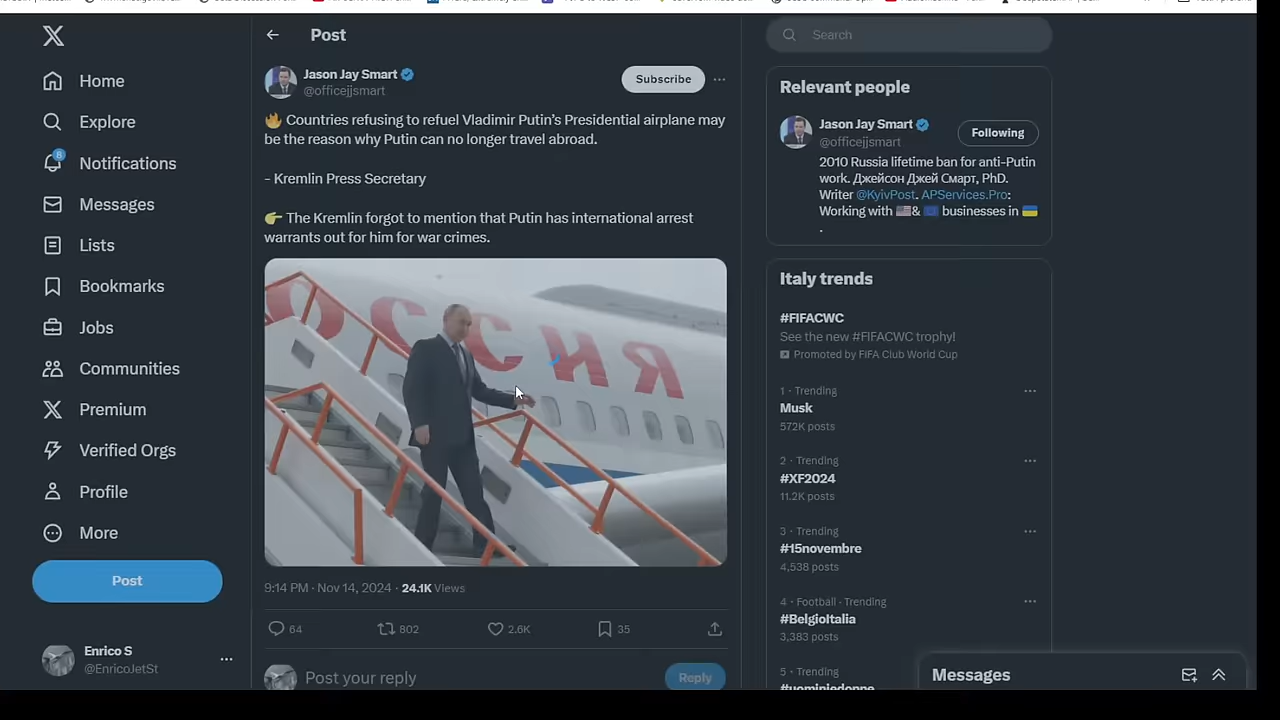 X
Home
Explore
8
Notifications
Messages
Lists
Bookmarks
Jobs
Communities
Premium
Verified Orgs
Profile
More
Post
Enrico S
@EnricoJetSt
Post
Jason Jay Smart
@officejjsmart
Subscribe
🔥 Countries refusing to refuel Vladimir Putin’s Presidential airplane may
be the reason why Putin can no longer travel abroad.
- Kremlin Press Secretary
👉 The Kremlin forgot to mention that Putin has international arrest
warrants out for him for war crimes.
ОССИЯ
9:14 PM · Nov 14, 2024 · 24.1K Views
64
802
2.6K
35
Post your reply
Reply
Search
Relevant people
Jason Jay Smart
@officejjsmart
Following
2010 Russia lifetime ban for anti-Putin
work. Джейсон Джей Смарт, PhD.
Writer @KyivPost. APServices.Pro:
Working with 🇺🇸& 🇪🇺 businesses in 🇺🇦
.
Italy trends
#FIFACWC
See the new #FIFACWC trophy!
Promoted by FIFA Club World Cup
1 · Trending
Musk
572K posts
2 · Trending
#XF2024
11.2K posts
3 · Trending
#15novembre
4,538 posts
4 · Football · Trending
#BelgioItalia
3,383 posts
5 · Trending
#uominiedonne
Messages